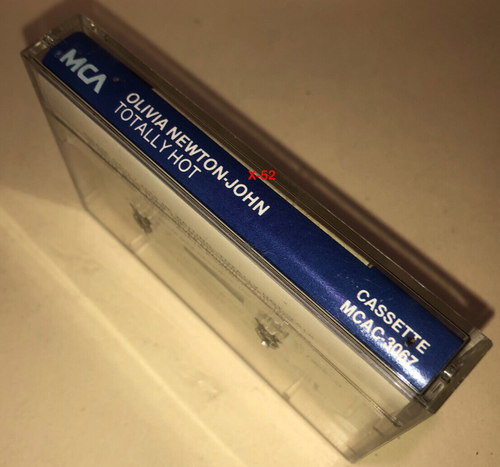 MCA
OLIVIA NEWTON-JOHN
TOTALLY HOT
X-52
CASSETTE
MCAC-3067